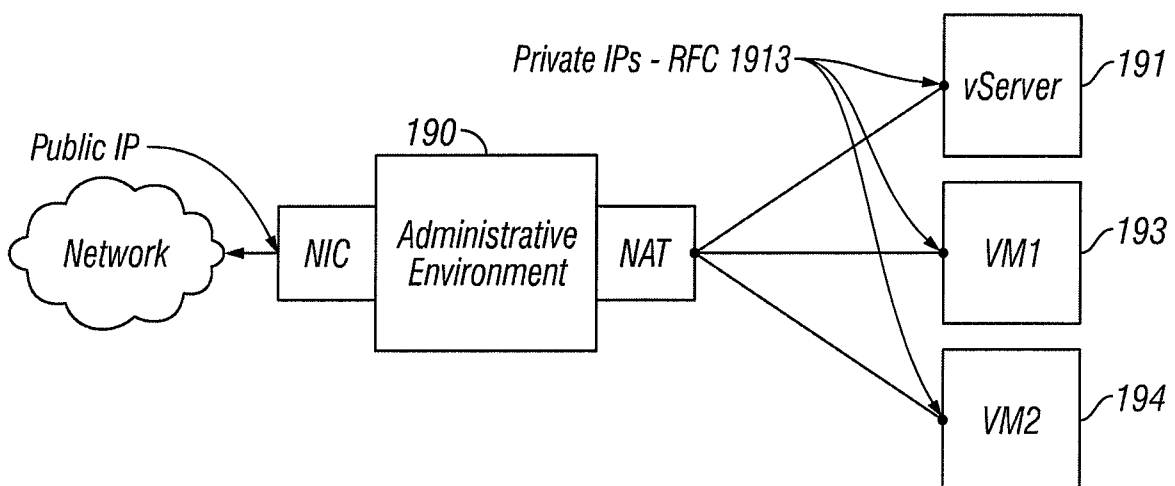 Private IPs - RFC 1913
vServer
191
190
Public IP
Network
NIC
Administrative
Environment
NAT
VM1
193
VM2
194